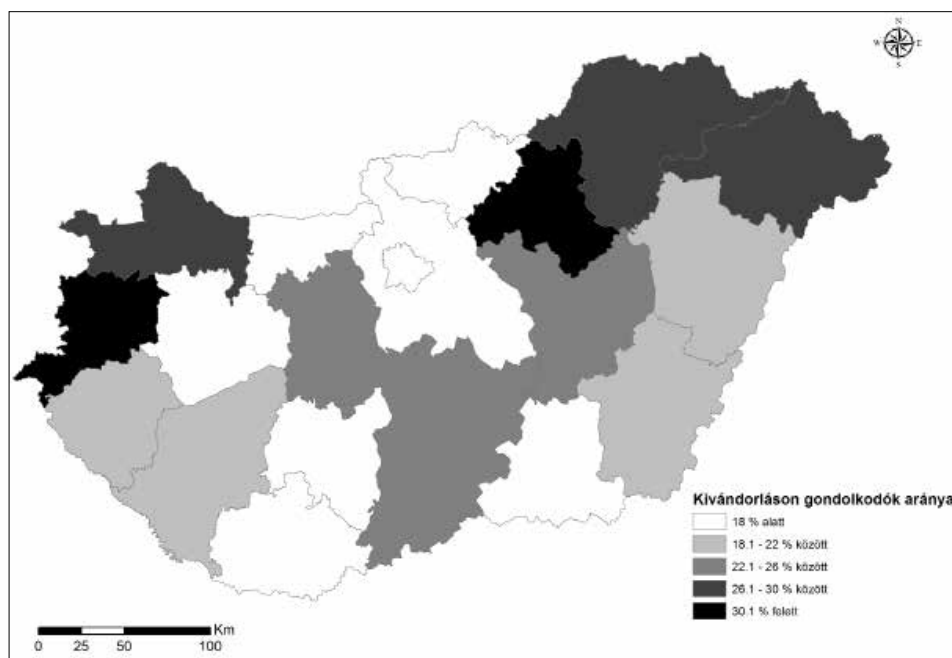 N
W E
S
Kivándorláson gondolkodók aránya
18 % alatt
18.1 - 22 % között
22.1 - 26 % között
26.1 - 30 % között
30.1 % felett
Km
0 25 50 100